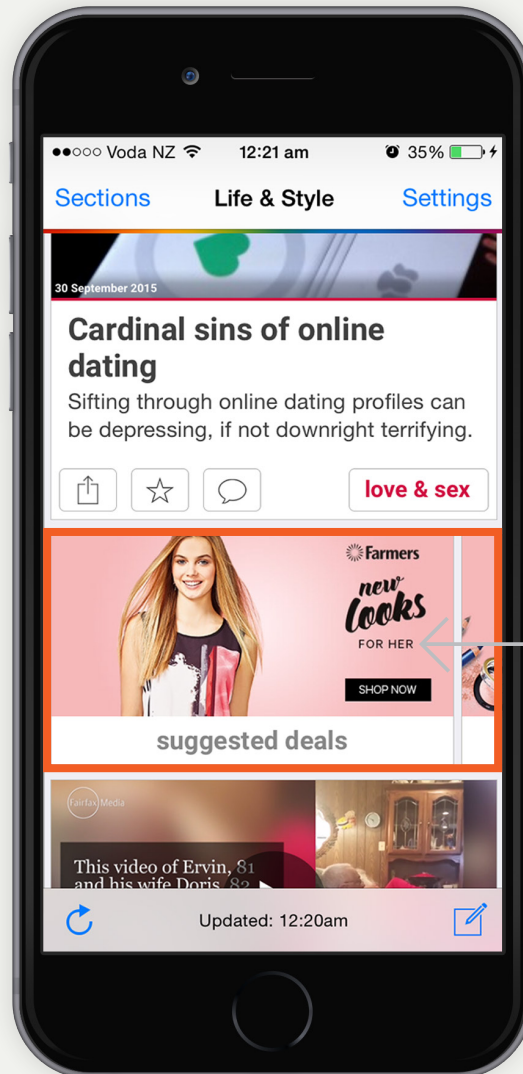 ●●○○○ Voda NZ 12:21 am 35%
Sections Life & Style Settings
30 September 2015
Cardinal sins of online
dating
Sifting through online dating profiles can
be depressing, if not downright terrifying.
love & sex
Farmers
new
looks
FOR HER
SHOP NOW
suggested deals
Fairfax Media
This video of Ervin, 81
and his wife Doris, 82
Updated: 12:20am